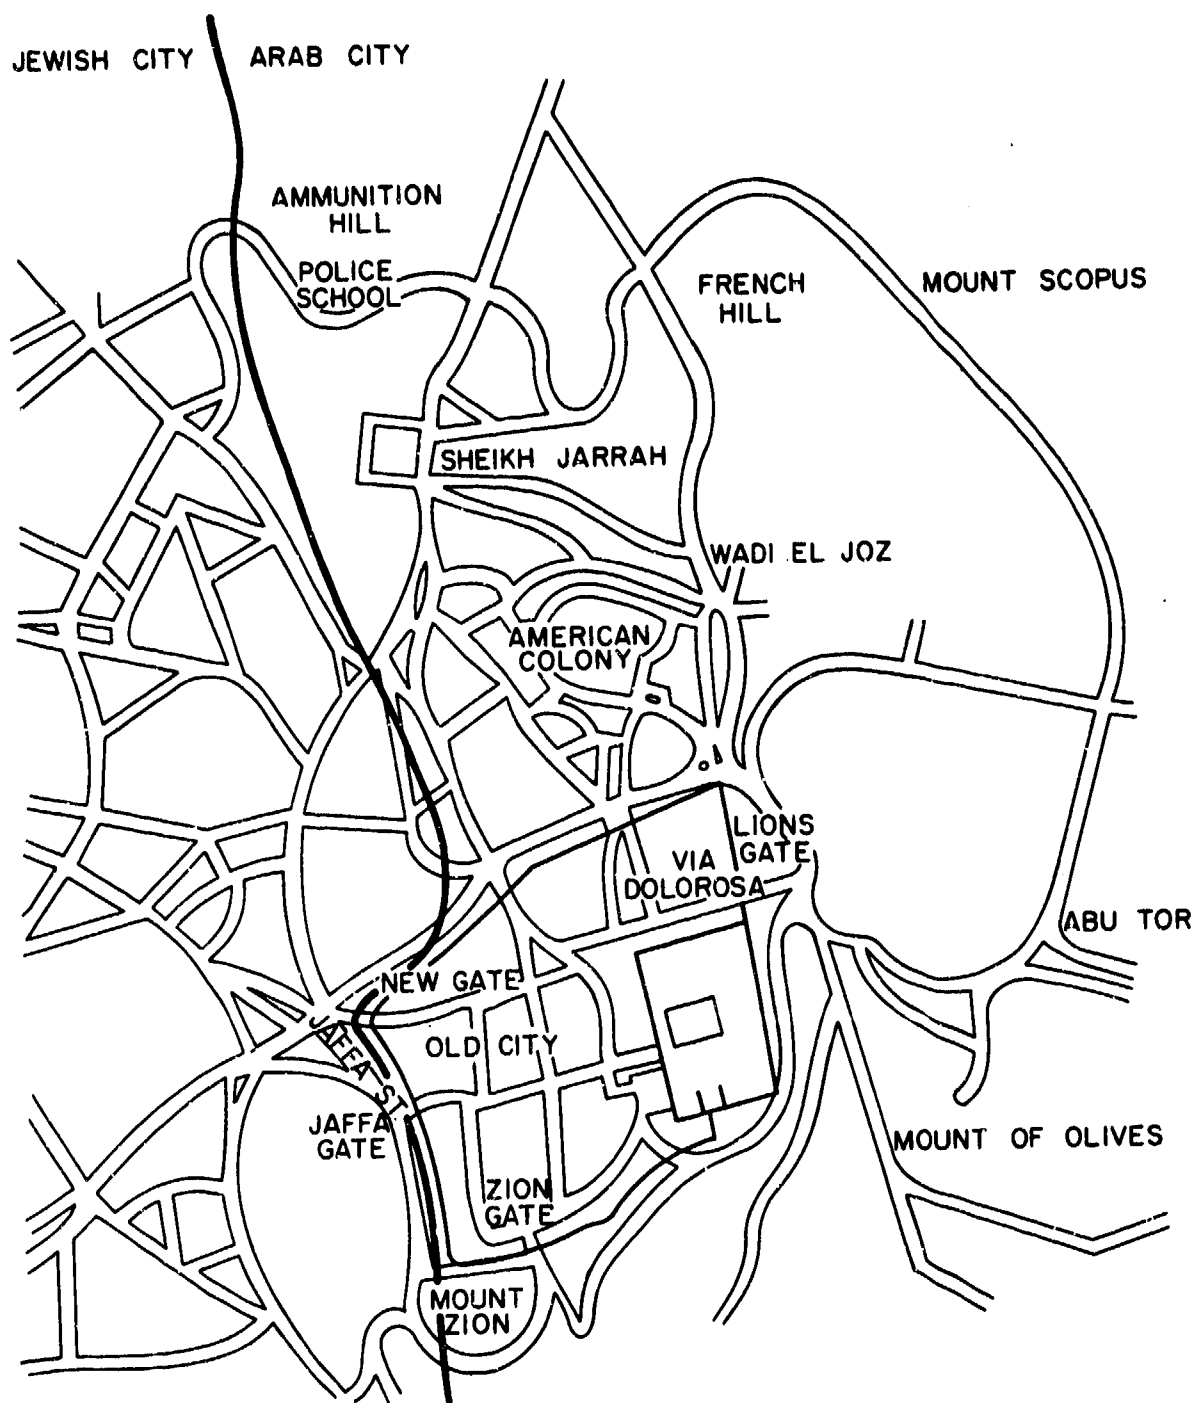 JEWISH CITY
ARAB CITY
AMMUNITION
HILL
POLICE
SCHOOL
FRENCH
HILL
MOUNT SCOPUS
SHEIKH JARRAH
WADI EL JOZ
AMERICAN
COLONY
LIONS
GATE
VIA
DOLOROSA
ABU TOR
NEW GATE
JAFFA ST.
OLD CITY
JAFFA
GATE
MOUNT OF OLIVES
ZION
GATE
MOUNT
ZION